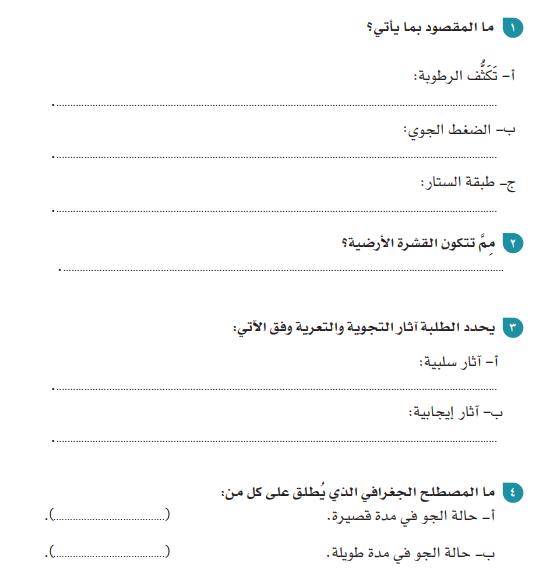 ١ ما المقصود بما يأتي؟
أ- تَكَثُّف الرطوبة:
..........................................................................................
ب- الضغط الجوي:
..........................................................................................
ج- طبقة الستار:
..........................................................................................
٢ مِمَّ تتكون القشرة الأرضية؟
..........................................................................................
٣ يحدد الطلبة آثار التجوية والتعرية وفق الآتي:
أ- آثار سلبية:
..........................................................................................
ب- آثار إيجابية:
..........................................................................................
٤ ما المصطلح الجغرافي الذي يُطلق على كل من:
أ- حالة الجو في مدة قصيرة. (..............................).
ب- حالة الجو في مدة طويلة. (..............................).